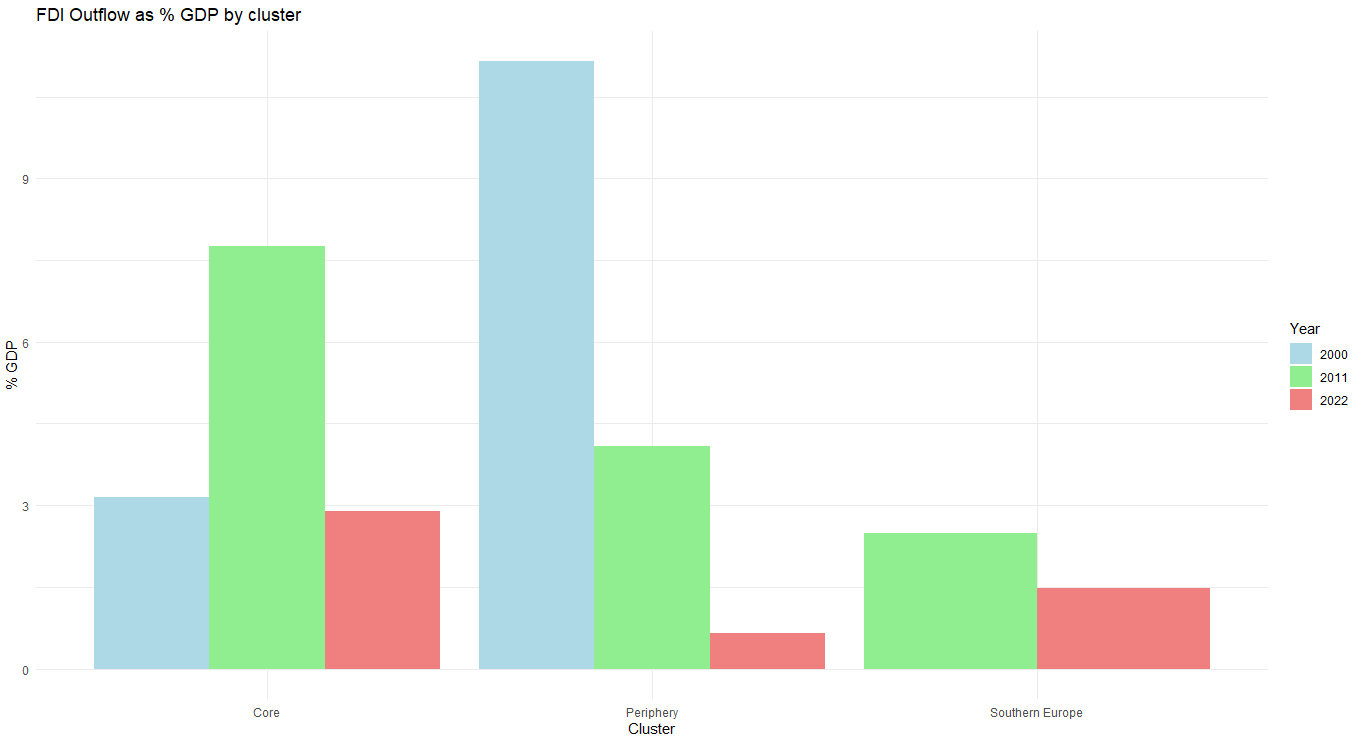 FDI Outflow as % GDP by cluster
% GDP
9
6
3
0
Core
Periphery
Southern Europe
Cluster
Year
2000
2011
2022